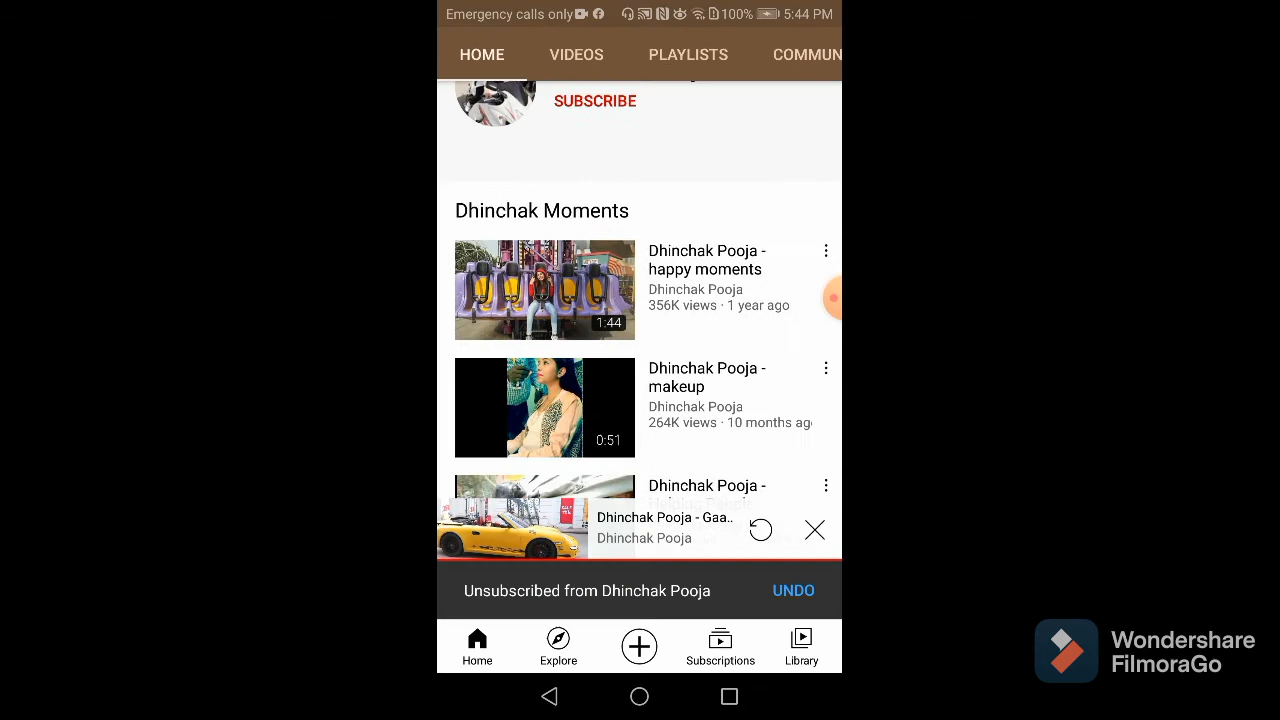 Emergency calls only 100% 5:44 PM
HOME VIDEOS PLAYLISTS COMMUN
SUBSCRIBE
Dhinchak Moments
Dhinchak Pooja -
happy moments
Dhinchak Pooja
356K views · 1 year ago
1:44
Dhinchak Pooja -
makeup
Dhinchak Pooja
264K views · 10 months ag
0:51
Dhinchak Pooja -
Helping People
Dhinchak Pooja - Gaa..
Dhinchak Pooja
Unsubscribed from Dhinchak Pooja UNDO
Home Explore Subscriptions Library
Wondershare
FilmoraGo